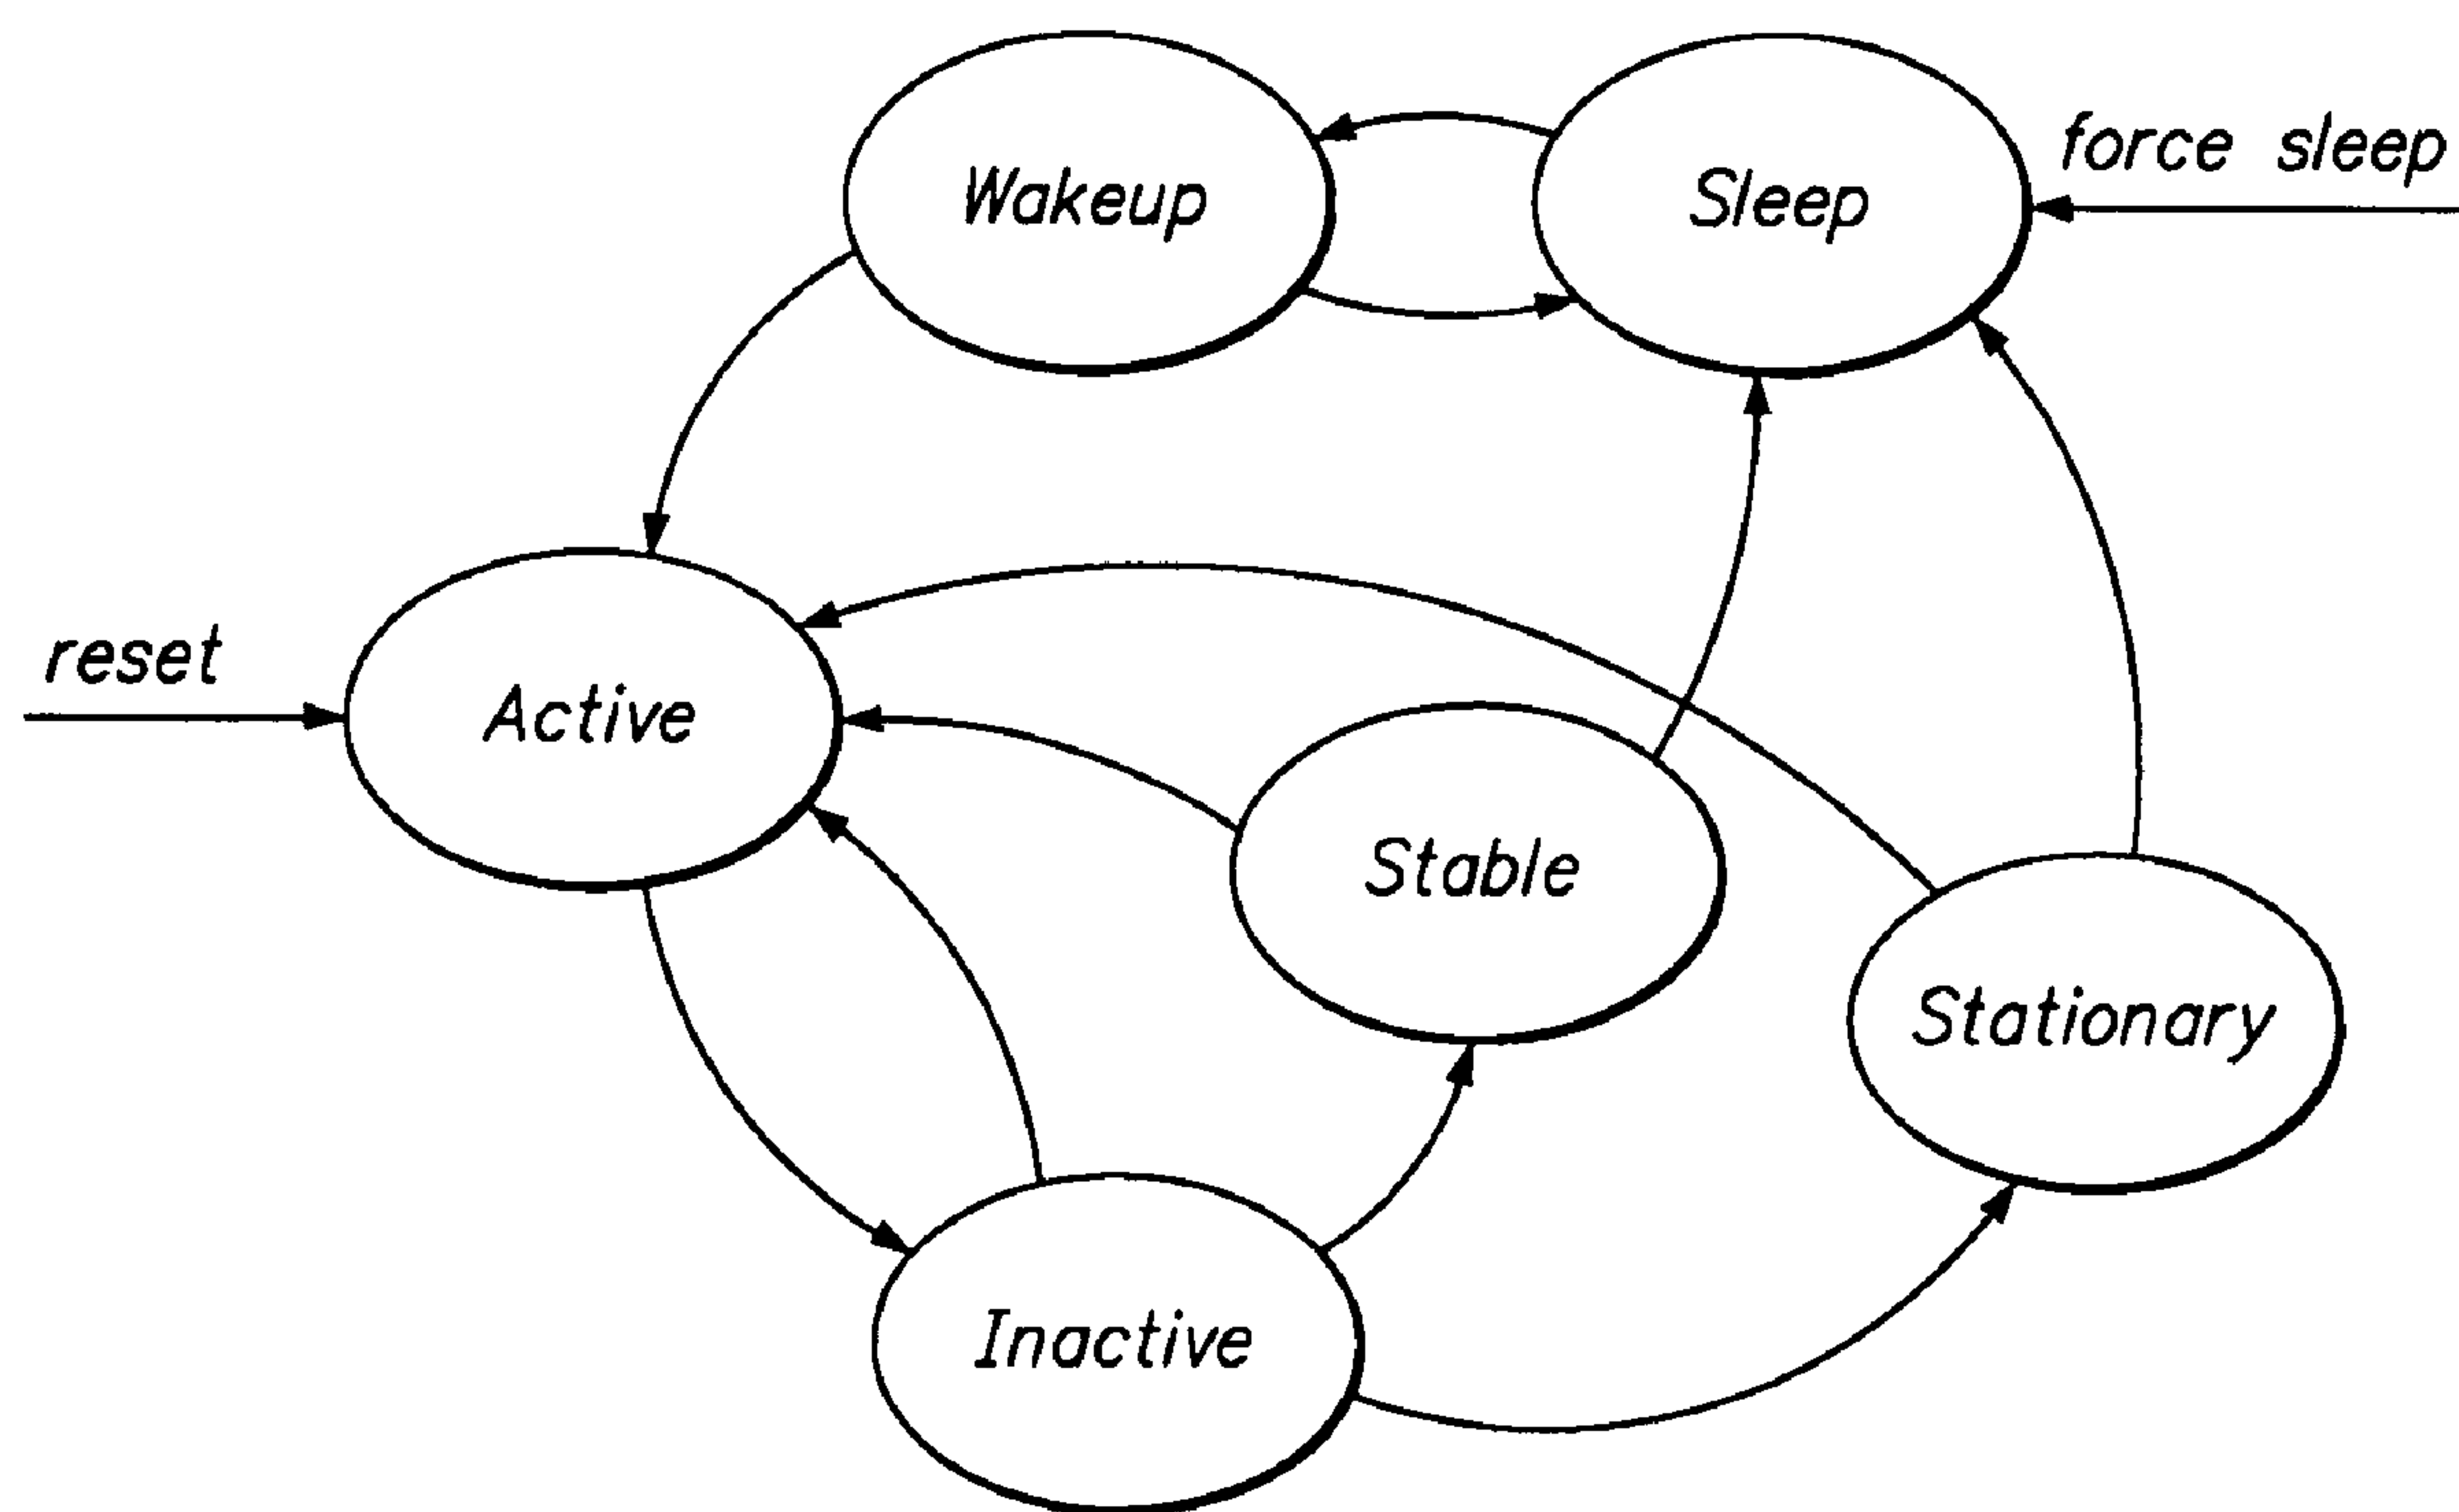 Wakeup
Sleep
force sleep
reset
Active
Stable
Stationary
Inactive